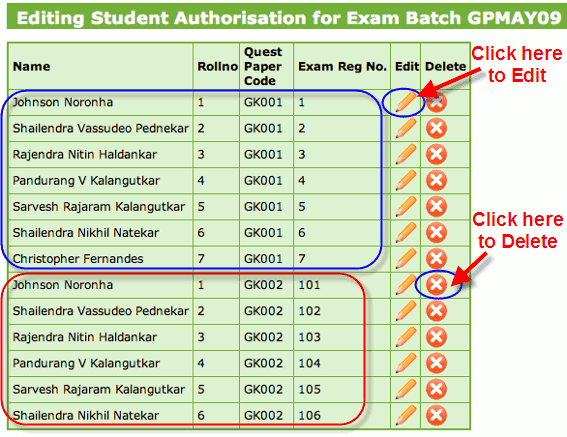 Editing Student Authorisation for Exam Batch GPMAY09
Name Rollno Quest Paper Code Exam Reg No. Edit Delete
Johnson Noronha 1 GK001 1
Shailendra Vassudeo Pednekar 2 GK001 2
Rajendra Nitin Haldankar 3 GK001 3
Pandurang V Kalangutkar 4 GK001 4
Sarvesh Rajaram Kalangutkar 5 GK001 5
Shailendra Nikhil Natekar 6 GK001 6
Christopher Fernandes 7 GK001 7
Johnson Noronha 1 GK002 101
Shailendra Vassudeo Pednekar 2 GK002 102
Rajendra Nitin Haldankar 3 GK002 103
Pandurang V Kalangutkar 4 GK002 104
Sarvesh Rajaram Kalangutkar 5 GK002 105
Shailendra Nikhil Natekar 6 GK002 106
Click here
to Edit
Click here
to Delete